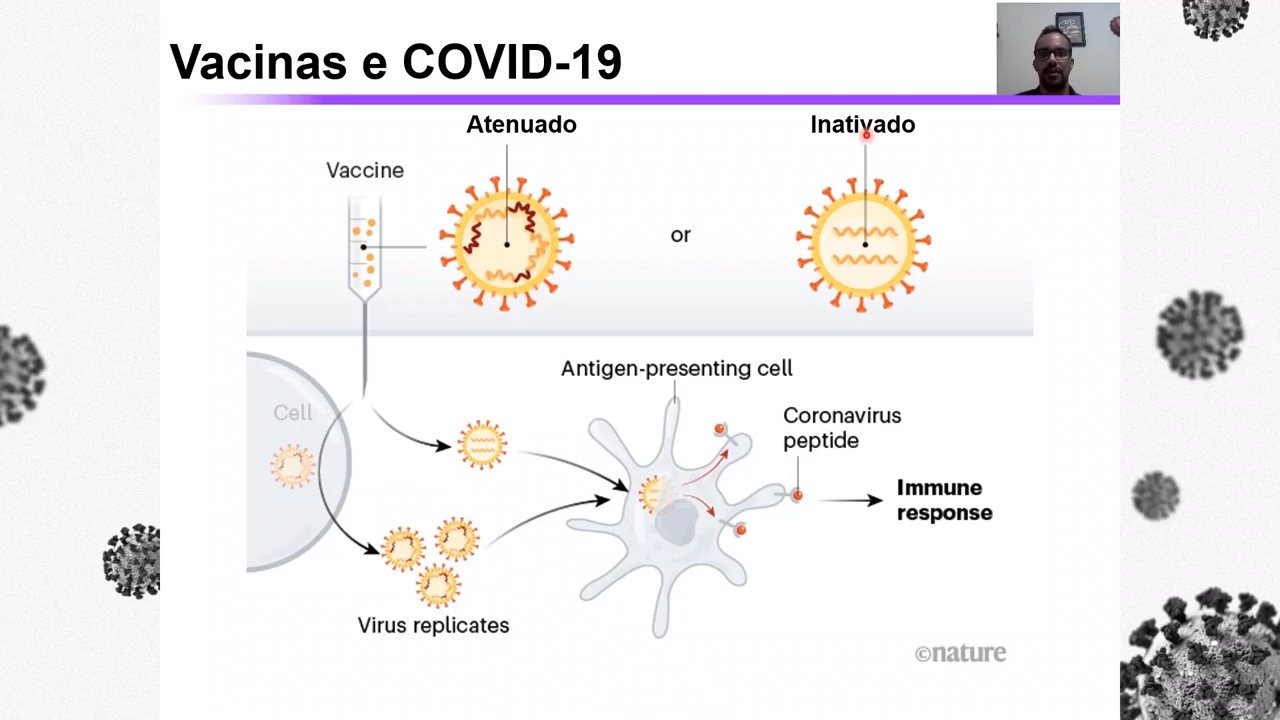 Vacinas e COVID-19
Atenuado
Inativado
Vaccine
or
Antigen-presenting cell
Cell
Coronavirus
peptide
Immune
response
Virus replicates
©nature